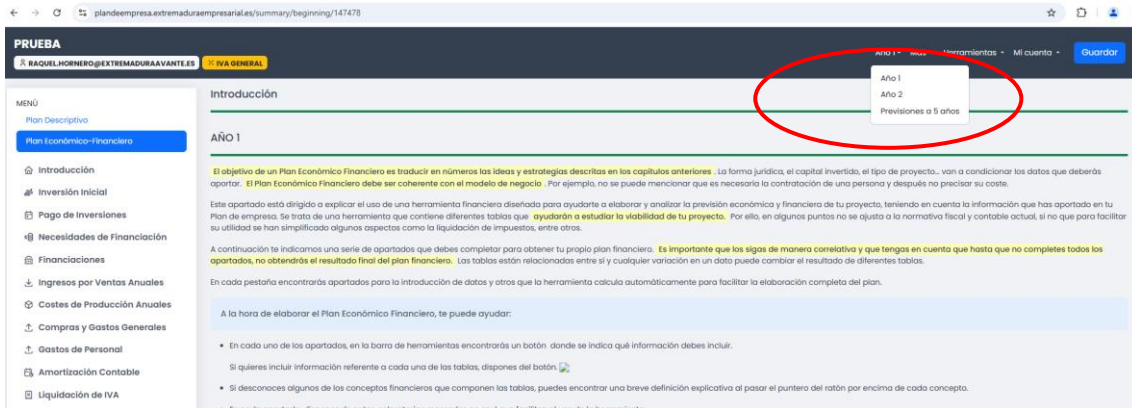 plandeempresa.extremaduraempresarial.es/summary/beginning/147478
PRUEBA
RAQUEL.HORNERO@EXTREMADURAAVANTE.ES IVA GENERAL
Año 1 Más Herramientas Mi cuenta Guardar
Año 1
Año 2
Previsiones a 5 años
MENÚ
Plan Descriptivo
Plan Económico-Financiero
Introducción
Inversión Inicial
Pago de Inversiones
Necesidades de Financiación
Financiaciones
Ingresos por Ventas Anuales
Costes de Producción Anuales
Compras y Gastos Generales
Gastos de Personal
Amortización Contable
Liquidación de IVA
Introducción
AÑO 1
El objetivo de un Plan Económico Financiero es traducir en números las ideas y estrategias descritas en los capítulos anteriores . La forma jurídica, el capital invertido, el tipo de proyecto... van a condicionar los datos que deberás
aportar. El Plan Económico Financiero debe ser coherente con el modelo de negocio . Por ejemplo, no se puede mencionar que es necesaria la contratación de una persona y después no precisar su coste.
Este apartado está dirigido a explicar el uso de una herramienta financiera diseñada para ayudarte a elaborar y analizar la previsión económica y financiera de tu proyecto, teniendo en cuenta la información que has aportado en tu
Plan de empresa. Se trata de una herramienta que contiene diferentes tablas que ayudarán a estudiar la viabilidad de tu proyecto. Por ello, en algunos puntos no se ajusta a la normativa fiscal y contable actual, si no que para facilitar
su utilidad se han simplificado algunos aspectos como la liquidación de impuestos, entre otros.
A continuación te indicamos una serie de apartados que debes completar para obtener tu propio plan financiero. Es importante que los sigas de manera correlativa y que tengas en cuenta que hasta que no completes todos los
apartados, no obtendrás el resultado final del plan financiero. Las tablas están relacionadas entre sí y cualquier variación en un dato puede cambiar el resultado de diferentes tablas.
En cada pestaña encontrarás apartados para la introducción de datos y otros que la herramienta calcula automáticamente para facilitar la elaboración completa del plan.
A la hora de elaborar el Plan Económico Financiero, te puede ayudar:
En cada uno de los apartados, en la barra de herramientas encontrarás un botón donde se indica qué información debes incluir.
Si quieres incluir información referente a cada una de las tablas, dispones del botón.
Si desconoces algunos de los conceptos financieros que componen las tablas, puedes encontrar una breve definición explicativa al pasar el puntero del ratón por encima de cada concepto.